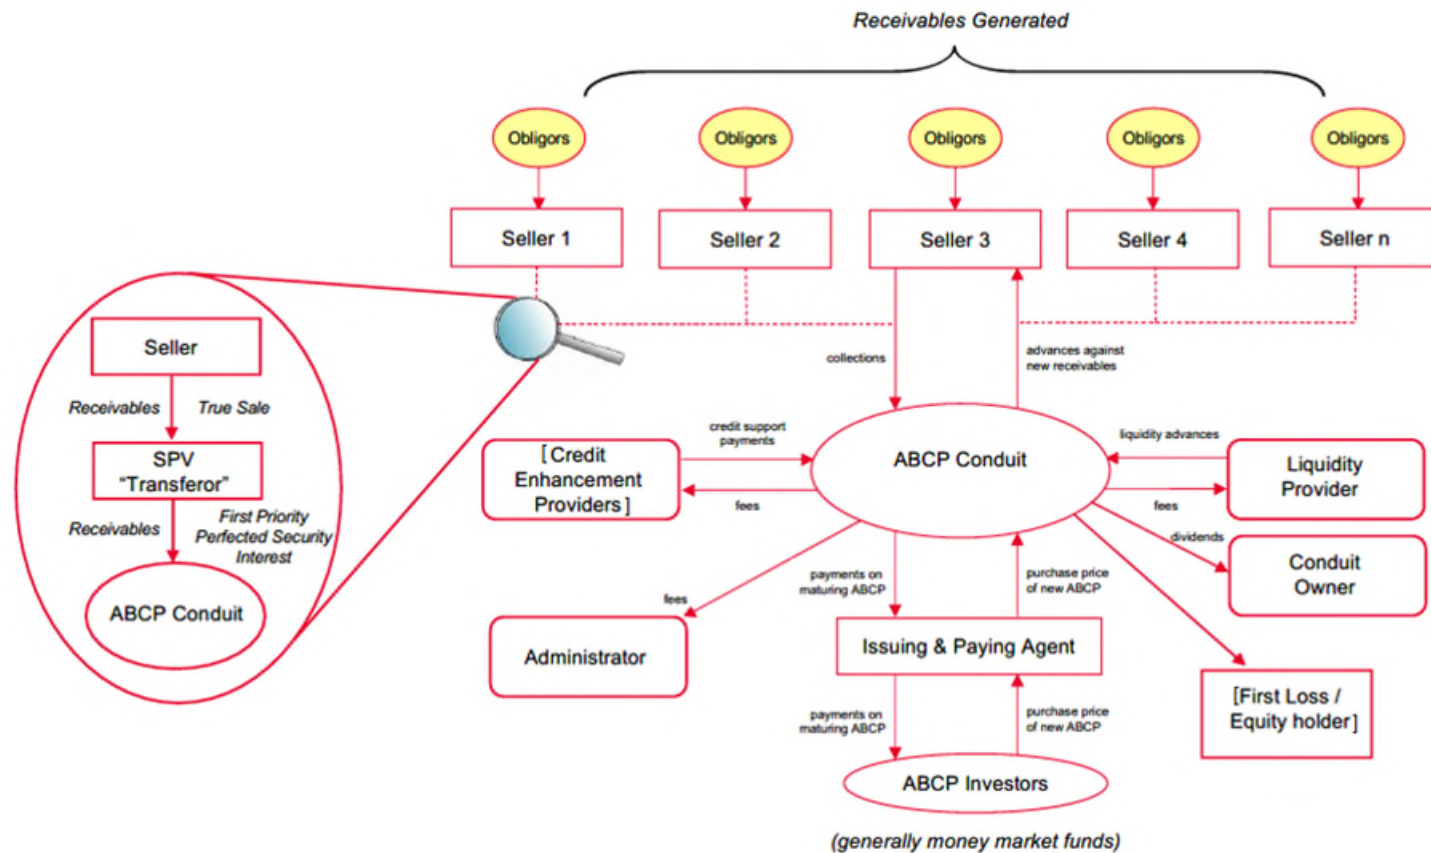 Receivables Generated
Obligors
Obligors
Obligors
Obligors
Obligors
Seller 1
Seller 2
Seller 3
Seller 4
Seller n
Seller
Receivables
True Sale
SPV
“Transferor”
Receivables
First Priority
Perfected Security
Interest
ABCP Conduit
collections
advances against
new receivables
credit support
payments
[Credit
Enhancement
Providers]
fees
ABCP Conduit
liquidity advances
Liquidity
Provider
fees
dividends
Conduit
Owner
fees
Administrator
payments on
maturing ABCP
purchase price
of new ABCP
Issuing & Paying Agent
[First Loss /
Equity holder]
payments on
maturing ABCP
purchase price
of new ABCP
ABCP Investors
(generally money market funds)